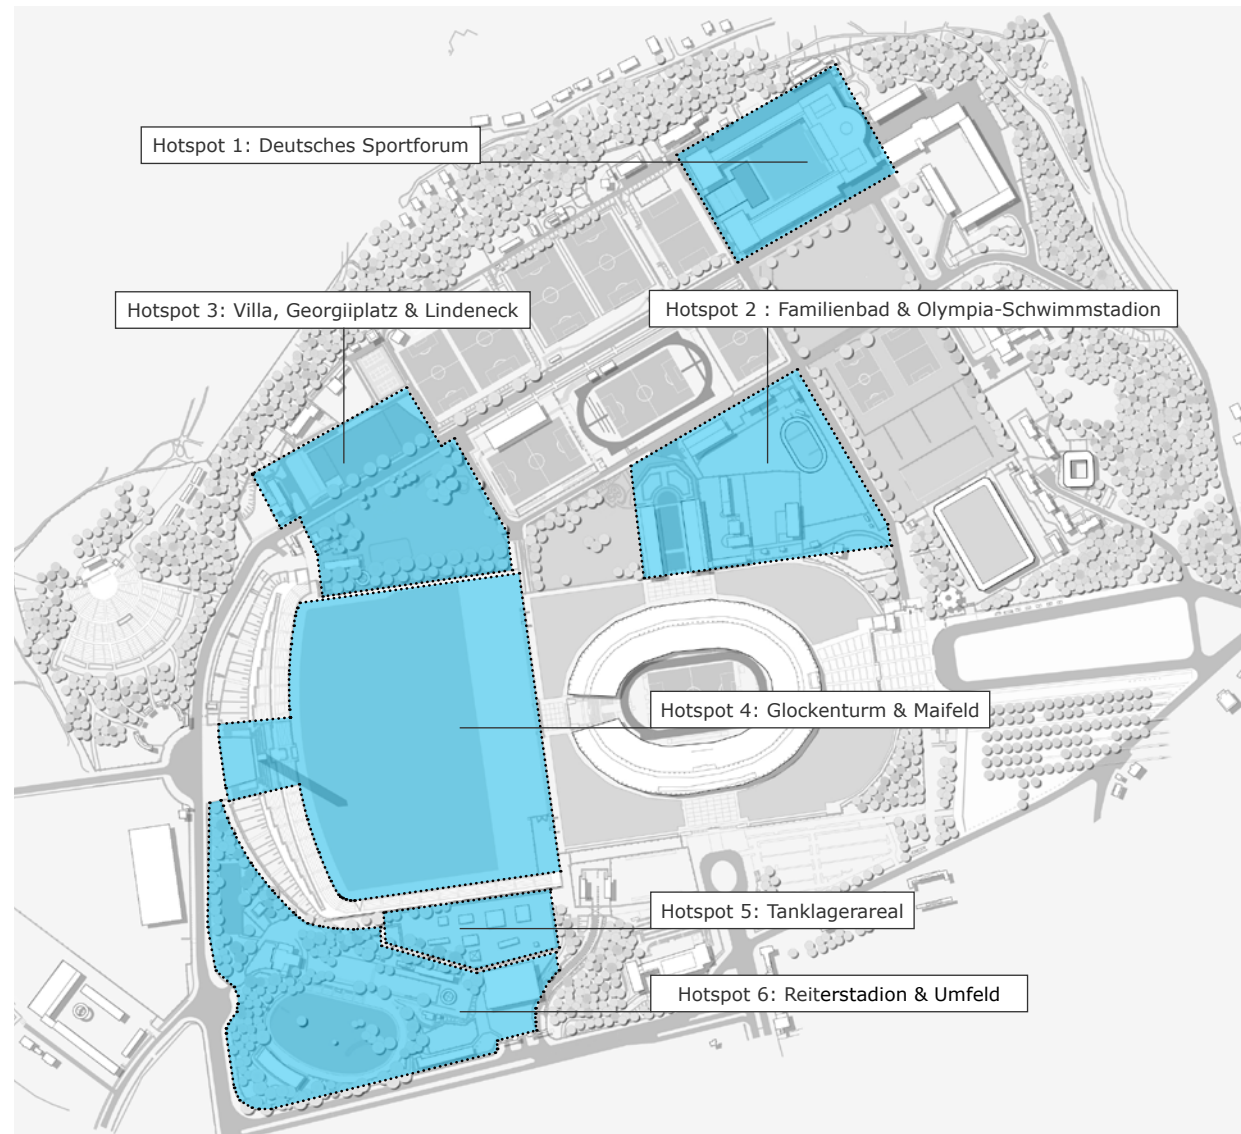 Hotspot 1: Deutsches Sportforum
Hotspot 3: Villa, Georgiiplatz & Lindeneck
Hotspot 2 : Familienbad & Olympia-Schwimmstadion
Hotspot 4: Glockenturm & Maifeld
Hotspot 5: Tanklagerareal
Hotspot 6: Reiterstadion & Umfeld